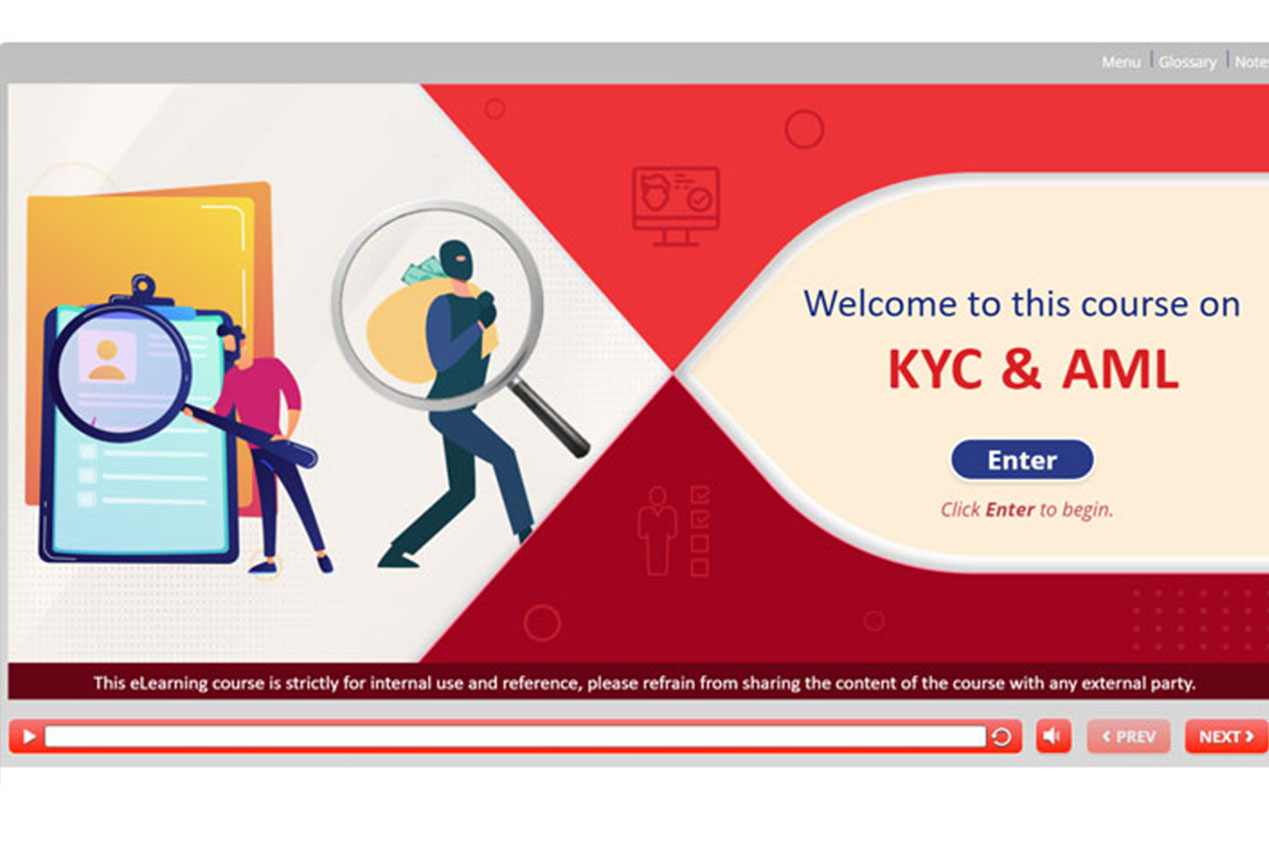 Menu
Glossary
Welcome to this course on
KYC & AML
Enter
Click Enter to begin.
This eLearning course is strictly for internal use and reference, please refrain from sharing the content of the course with any external party.
PREV
NEXT